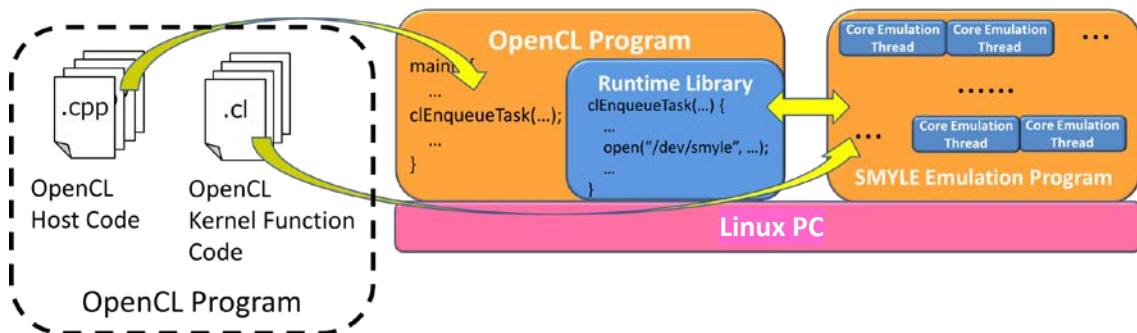 .cpp
.cl
OpenCL
Host Code
OpenCL
Kernel Function
Code
OpenCL Program
OpenCL Program
main() {
...
clEnqueueTask(...);
...
}
Runtime Library
clEnqueueTask(...) {
...
open("/dev/smyle", ...);
...
}
Core Emulation
Thread
Core Emulation
Thread
...
......
...
Core Emulation
Thread
Core Emulation
Thread
SMYLE Emulation Program
Linux PC